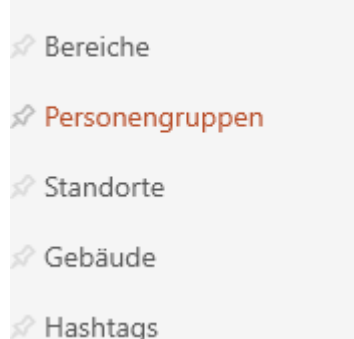 Bereiche
Personengruppen
Standorte
Gebäude
Hashtags